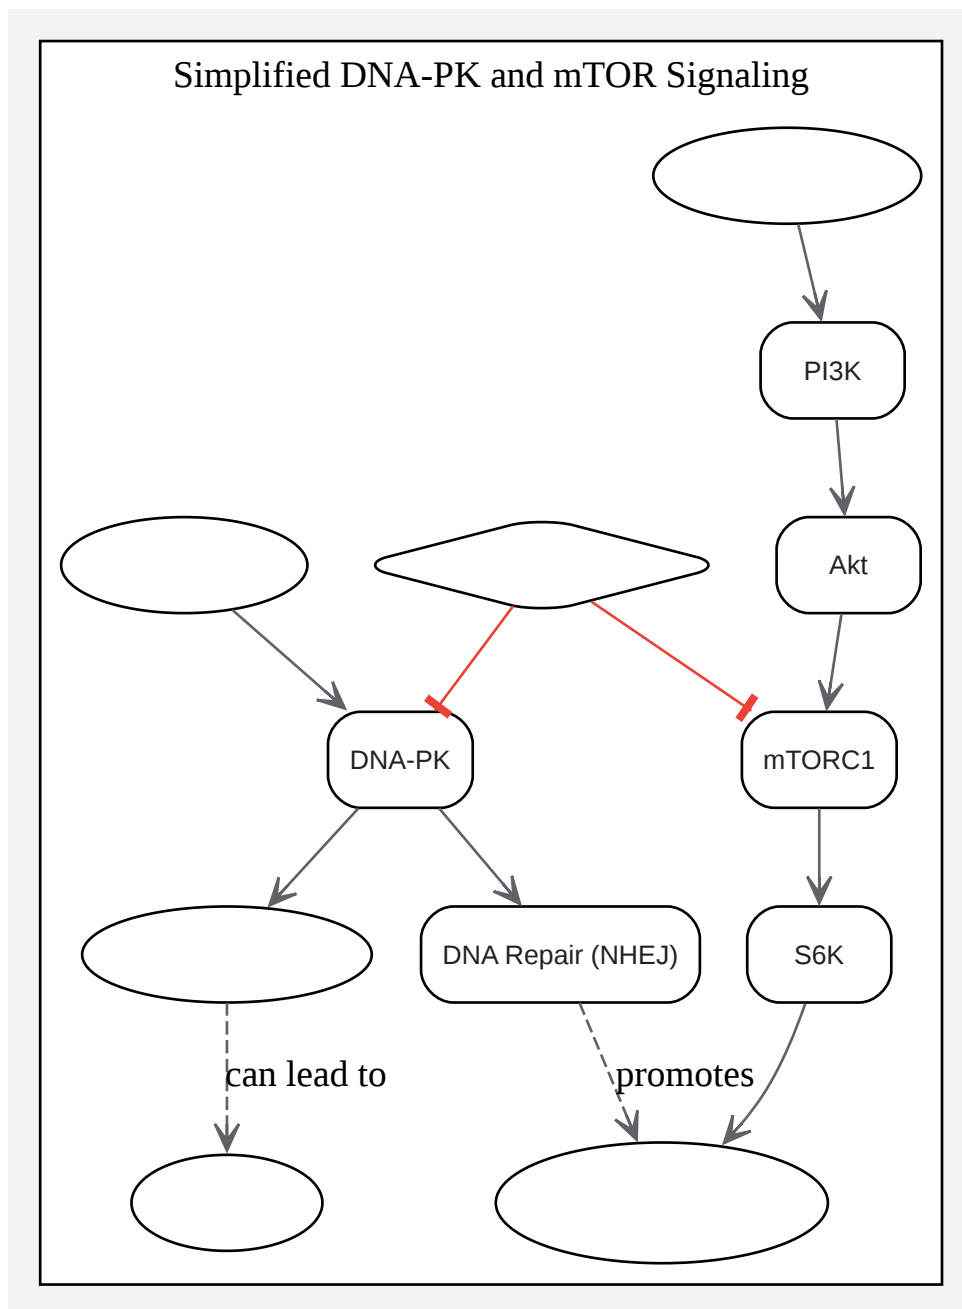 Simplified DNA-PK and mTOR Signaling
PI3K
Akt
DNA-PK
mTORC1
DNA Repair (NHEJ)
S6K
can lead to
promotes